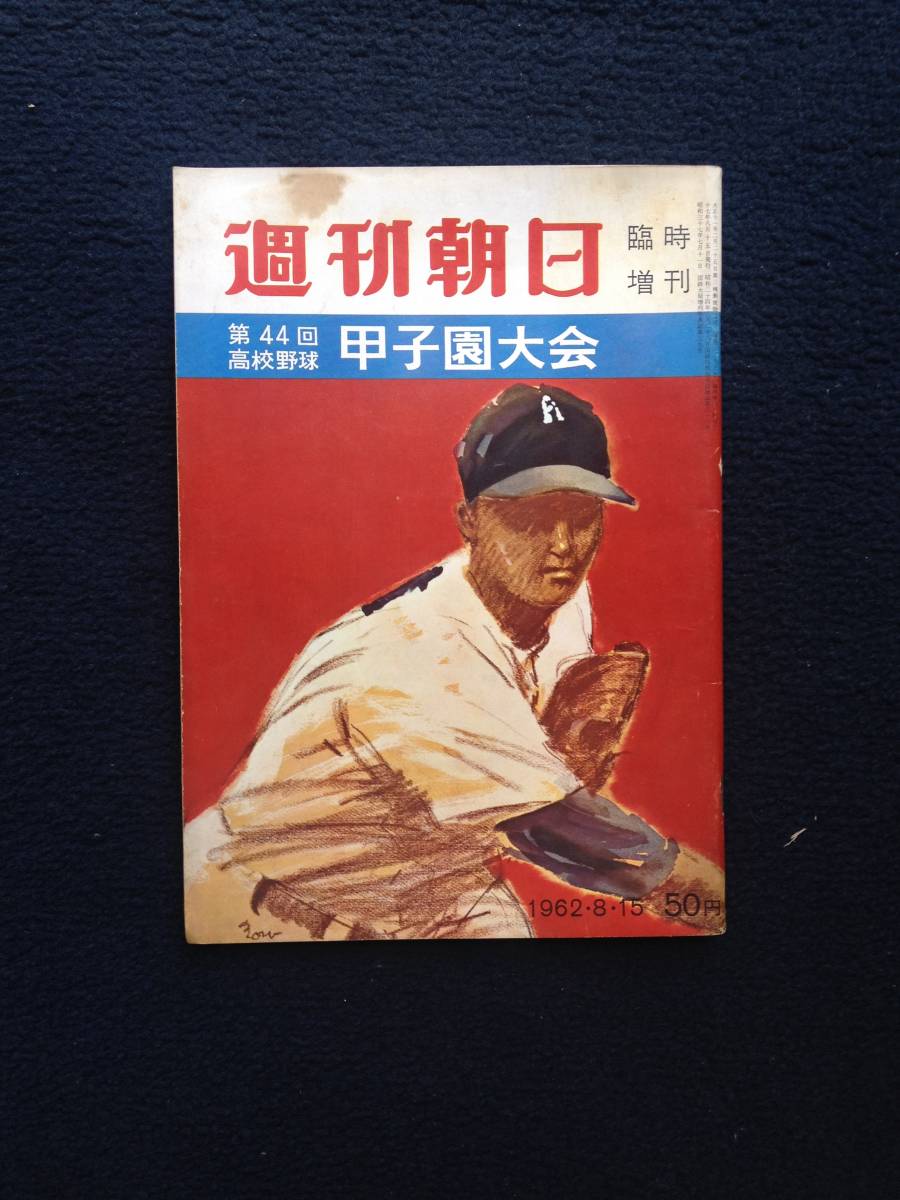 週刊朝日
臨時
増刊
第44回
高校野球
甲子園大会
1962・8・15 50円